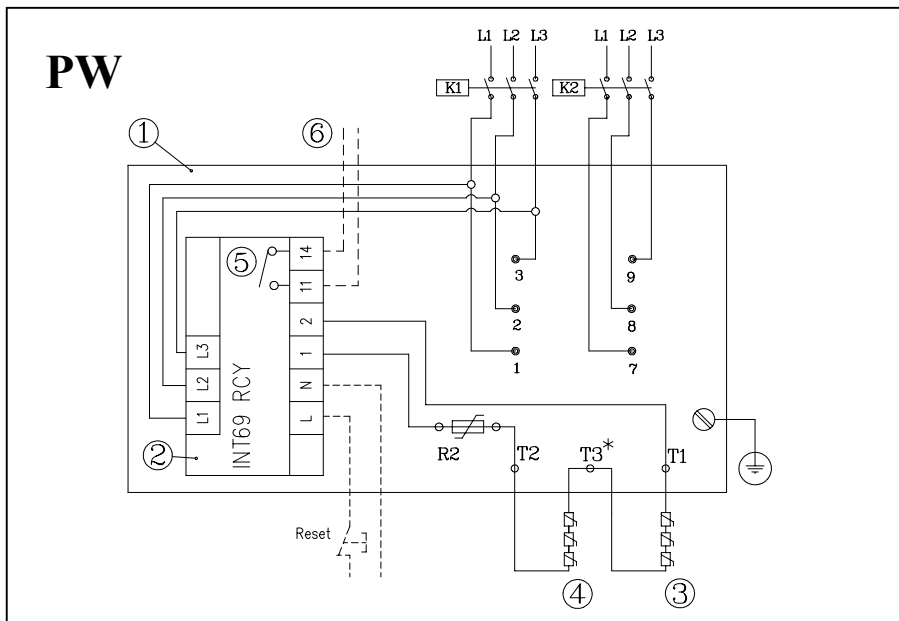 PW
L1 L2 L3 L1 L2 L3
K1 K2
1 6
5 14
11
3 9
2
2 8
L3 1
1 7
L2 N
L1 L
INT69 RCY
2
R2 T2 T3* T1
Reset
4 3